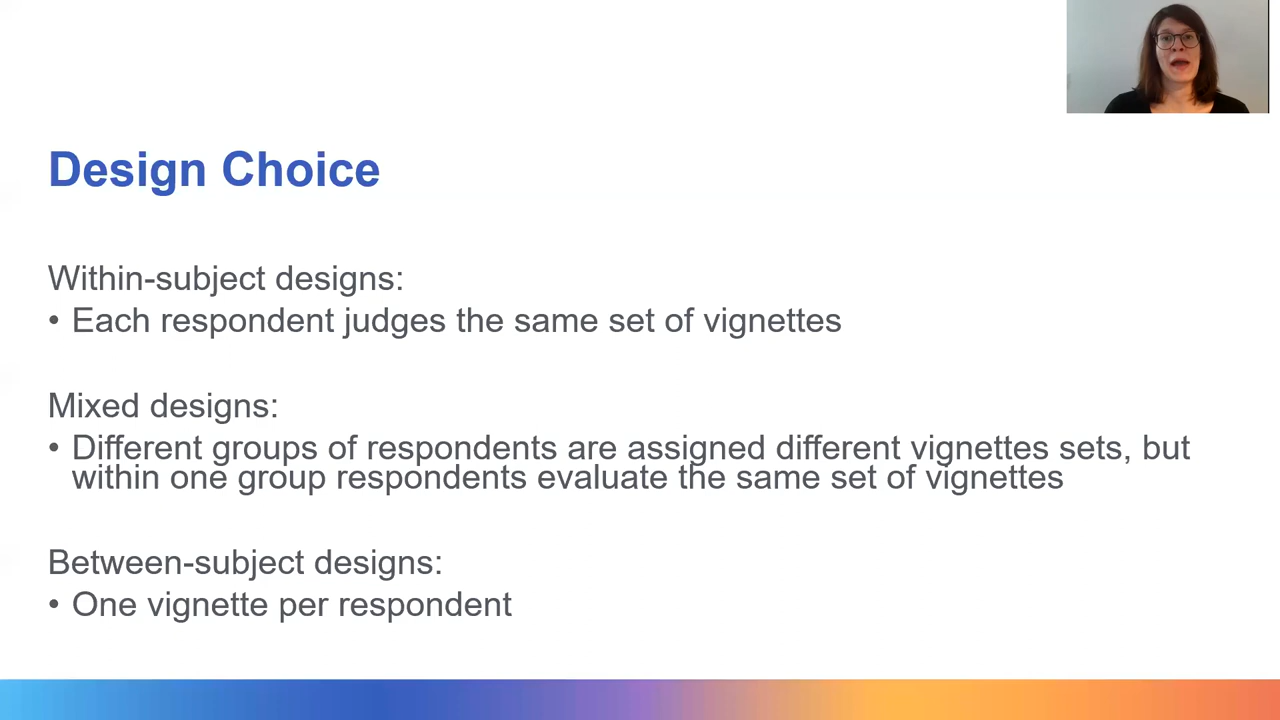 Design Choice
Within-subject designs:
• Each respondent judges the same set of vignettes
Mixed designs:
• Different groups of respondents are assigned different vignettes sets, but
within one group respondents evaluate the same set of vignettes
Between-subject designs:
• One vignette per respondent